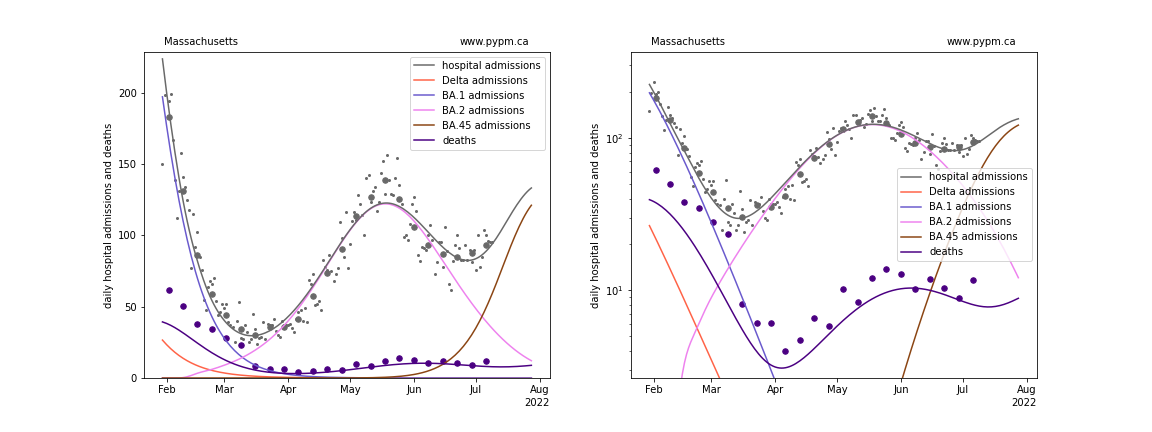 Massachusetts www.pypm.ca
daily hospital admissions and deaths
200
150
100
50
0
hospital admissions
Delta admissions
BA.1 admissions
BA.2 admissions
BA.45 admissions
deaths
Feb Mar Apr May Jun Jul Aug
2022
Massachusetts www.pypm.ca
daily hospital admissions and deaths
10²
10¹
hospital admissions
Delta admissions
BA.1 admissions
BA.2 admissions
BA.45 admissions
deaths
Feb Mar Apr May Jun Jul Aug
2022